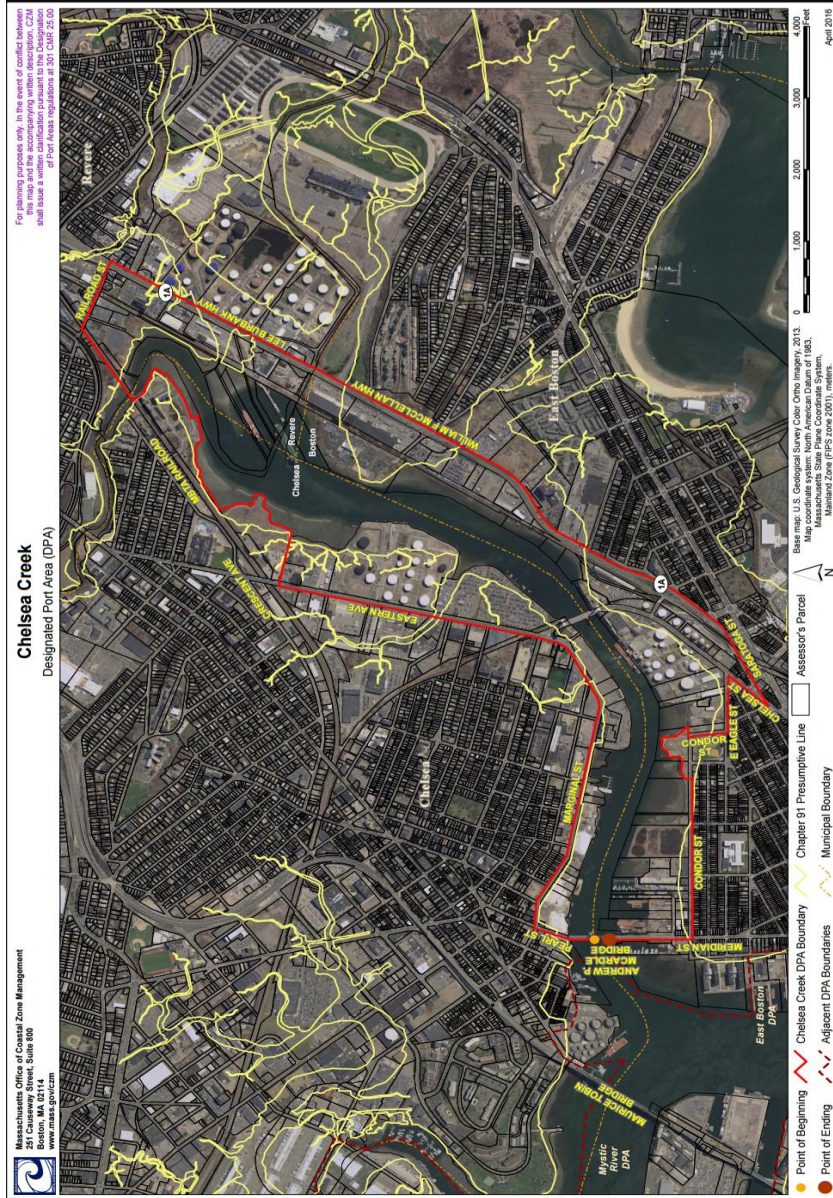 Massachusetts Office of Coastal Zone Management
251 Causeway Street, Suite 800
Boston, MA 02114
www.mass.gov/czm
Chelsea Creek
Designated Port Area (DPA)
For planning purposes only. In the event of conflict between
this map and the accompanying written description, CZM
shall issue a written clarification pursuant to the Designation
of Port Areas regulations at 301 CMR 25.00
Revere
RAILROAD ST
1A
LEE BURBANK HWY
MBTA RAILROAD
CRESCENT AVE
Chelsea
Revere
Boston
WILLIAM F MCCLELLAN HWY
East Boston
EASTERN AVE
Chelsea
MARGINAL ST
1A
SARATOGA ST
CHELSEA ST
E EAGLE ST
CONDOR
ST
CONDOR ST
PEARL ST
ANDREW P.
MCARDLE
BRIDGE
MERIDIAN ST
MAURICE TOBIN
BRIDGE
Mystic
River
DPA
East Boston
DPA
Point of Beginning
Point of Ending
Chelsea Creek DPA Boundary
Adjacent DPA Boundaries
Chapter 91 Presumptive Line
Municipal Boundary
Assessor's Parcel
N
Base map: U.S. Geological Survey Color Ortho Imagery, 2013.
Map coordinate system: North American Datum of 1983,
Massachusetts State Plane Coordinate System,
Mainland Zone (FIPS zone 2001), meters.
0 1,000 2,000 3,000 4,000
Feet
April 2016